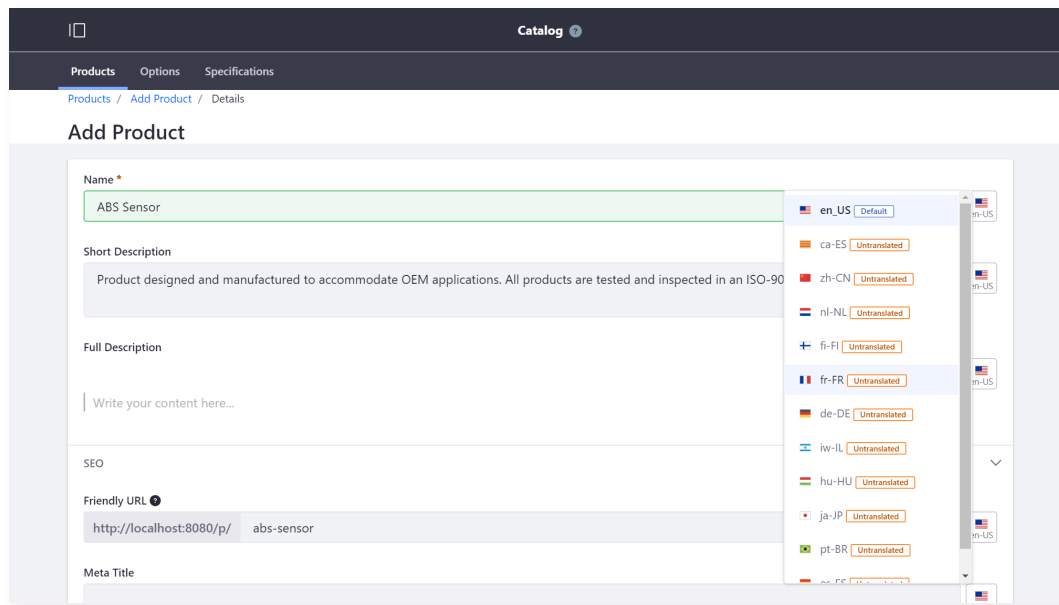 Catalog ?
Products Options Specifications
Products / Add Product / Details
Add Product
Name *
ABS Sensor
en-US
Short Description
Product designed and manufactured to accommodate OEM applications. All products are tested and inspected in an ISO-90
en-US
Full Description
en-US
Write your content here...
SEO
Friendly URL ?
http://localhost:8080/p/ abs-sensor
en-US
Meta Title
en_US Default
ca-ES Untranslated
zh-CN Untranslated
nl-NL Untranslated
fi-FI Untranslated
fr-FR Untranslated
de-DE Untranslated
iw-IL Untranslated
hu-HU Untranslated
ja-JP Untranslated
pt-BR Untranslated
es-ES Untranslated